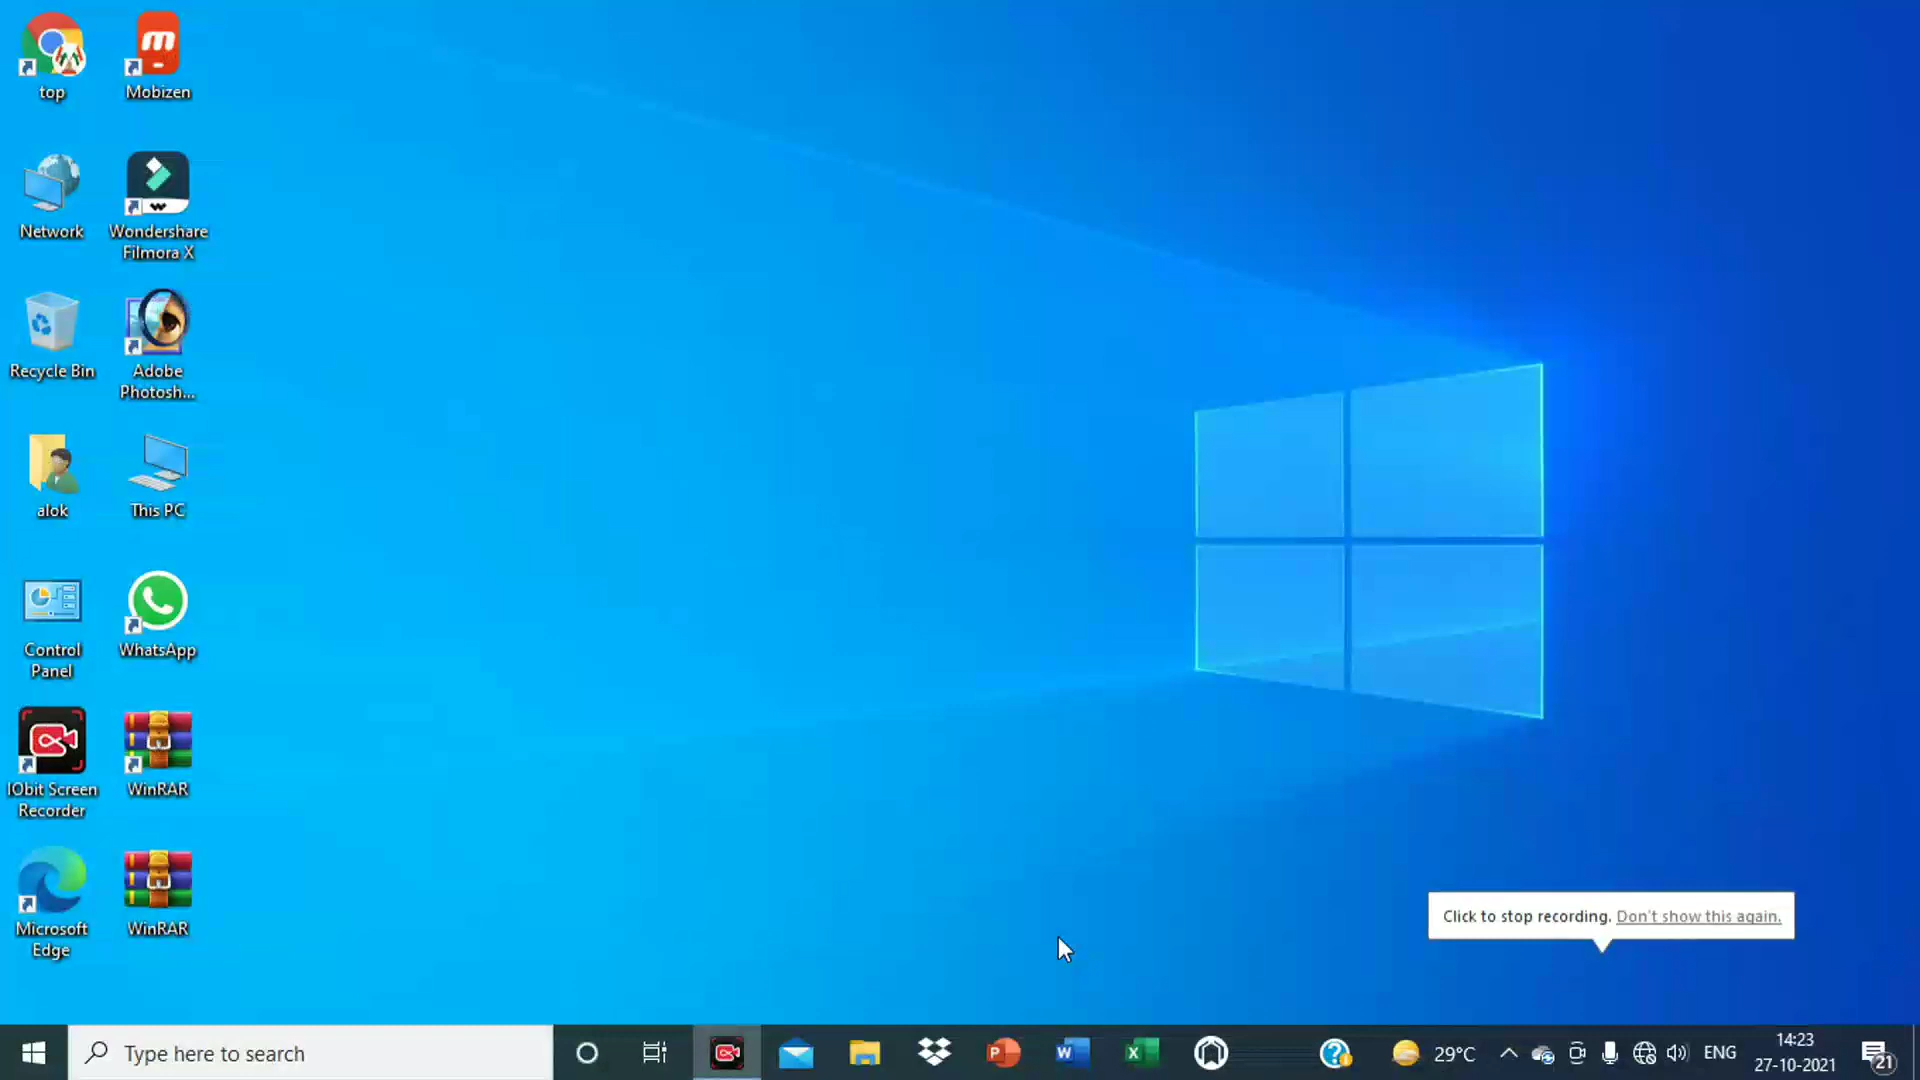 top
Mobizen
Network
Wondershare
Filmora X
Recycle Bin
Adobe
Photosh...
alok
This PC
Control
Panel
WhatsApp
IObit Screen
Recorder
WinRAR
Microsoft
Edge
WinRAR
Click to stop recording. Don't show this again.
Type here to search
29°C
ENG
14:23
27-10-2021
21